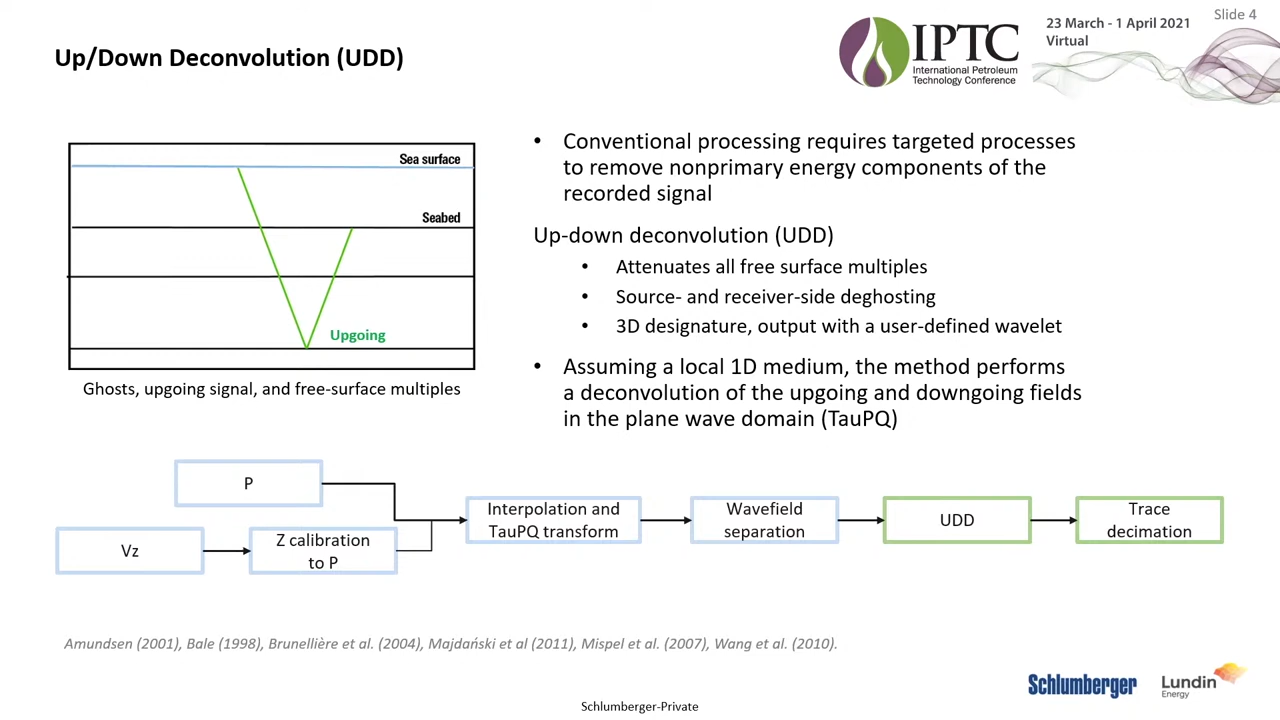 Slide 4
23 March - 1 April 2021
Virtual
IPTC
International Petroleum
Technology Conference
Up/Down Deconvolution (UDD)
Sea surface
Seabed
Upgoing
Ghosts, upgoing signal, and free-surface multiples
• Conventional processing requires targeted processes
to remove nonprimary energy components of the
recorded signal
Up-down deconvolution (UDD)
• Attenuates all free surface multiples
• Source- and receiver-side deghosting
• 3D designature, output with a user-defined wavelet
• Assuming a local 1D medium, the method performs
a deconvolution of the upgoing and downgoing fields
in the plane wave domain (TauPQ)
P
Vz
Z calibration
to P
Interpolation and
TauPQ transform
Wavefield
separation
UDD
Trace
decimation
Amundsen (2001), Bale (1998), Brunellière et al. (2004), Majdański et al (2011), Mispel et al. (2007), Wang et al. (2010).
Schlumberger
Lundin
Energy
Schlumberger-Private